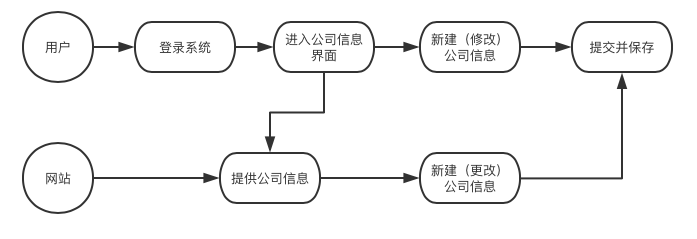 用户
登录系统
进入公司信息
界面
新建（修改）
公司信息
提交并保存
网站
提供公司信息
新建（更改）
公司信息